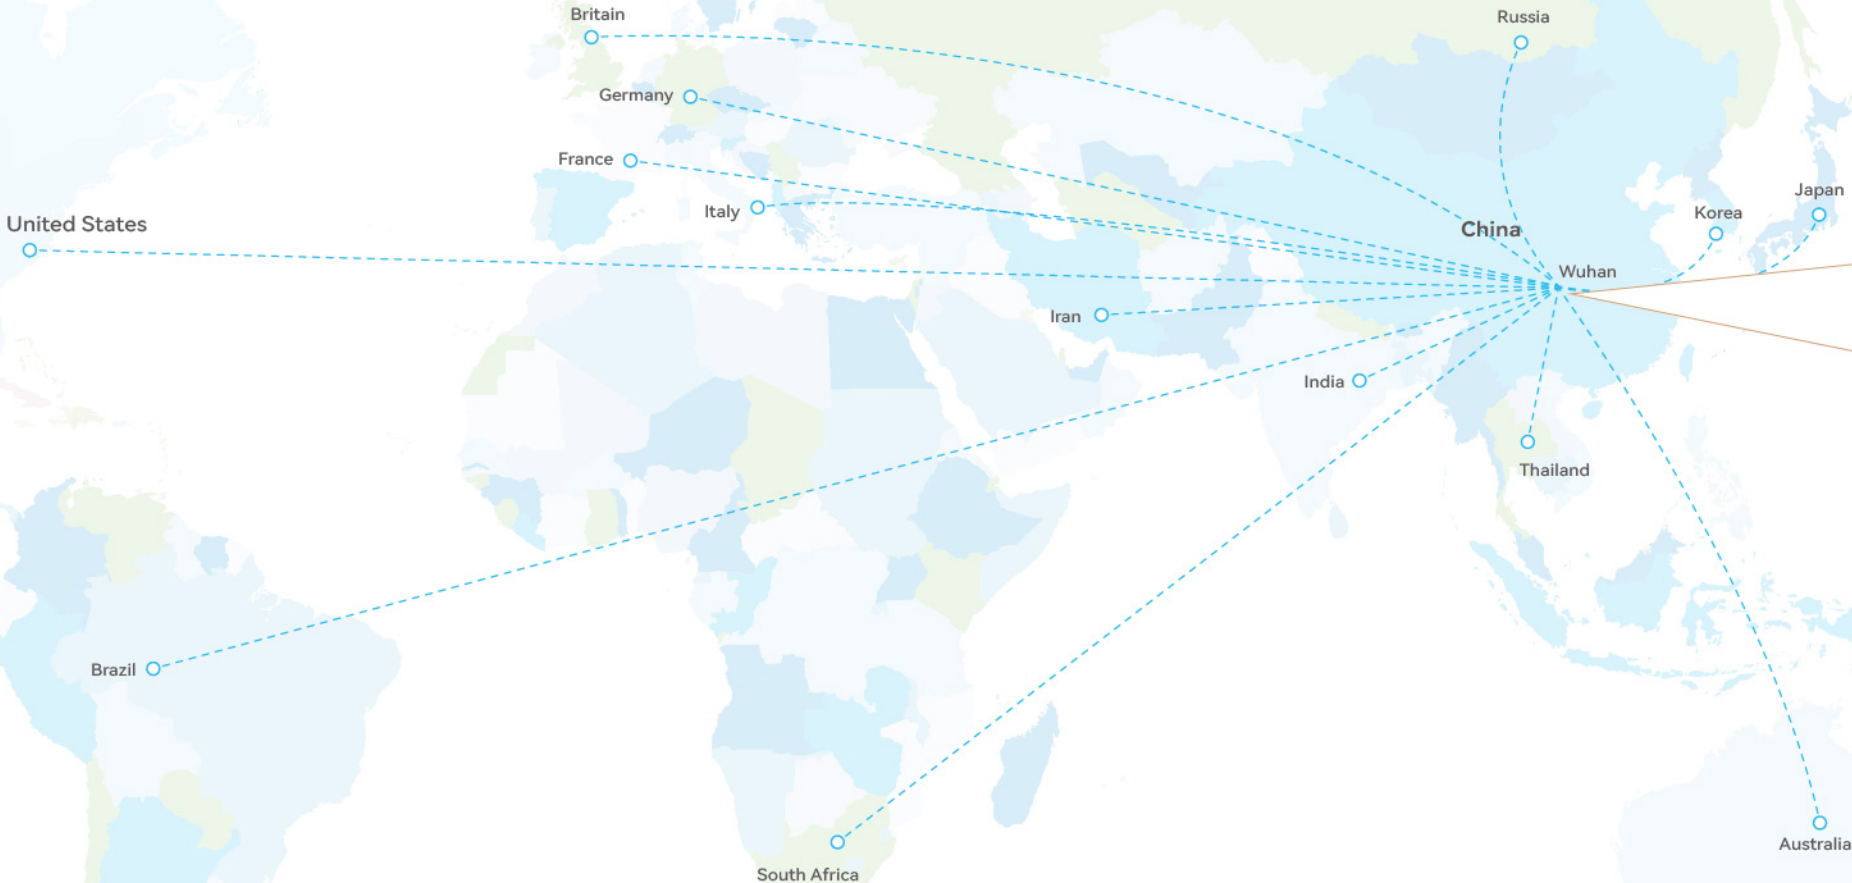 Britain
Russia
Germany
France
Japan
Italy
Korea
United States
China
Wuhan
Iran
India
Thailand
Brazil
Australia
South Africa